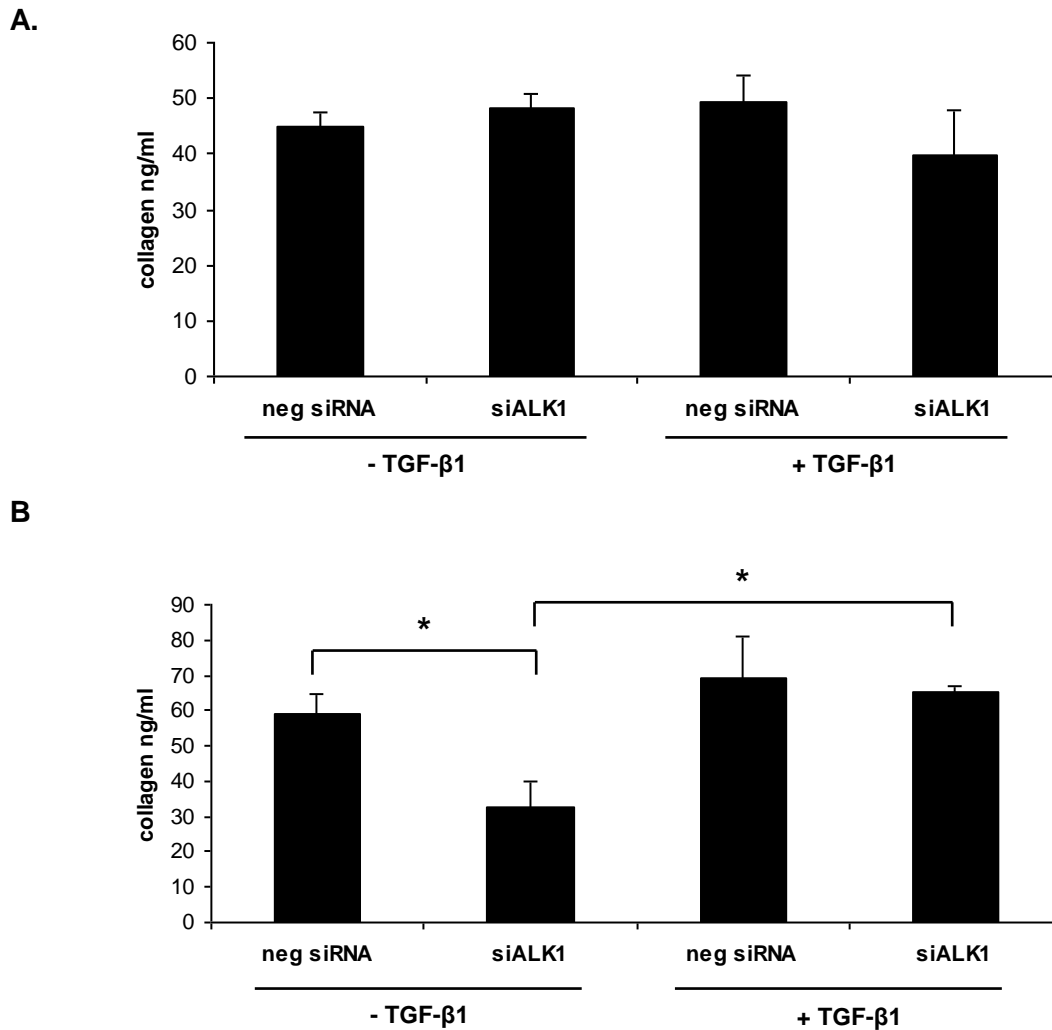 A.
60
50
40
30
20
10
0
collagen ng/ml
neg siRNA siALK1 neg siRNA siALK1
- TGF-β1 + TGF-β1
B
* 
*
90
80
70
60
50
40
30
20
10
0
collagen ng/ml
neg siRNA siALK1 neg siRNA siALK1
- TGF-β1 + TGF-β1